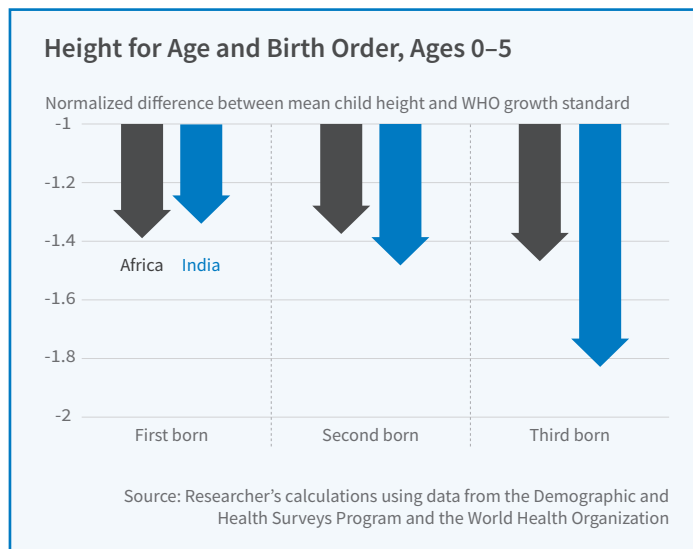 Height for Age and Birth Order, Ages 0–5
Normalized difference between mean child height and WHO growth standard
-1
-1.2
-1.4
Africa India
-1.6
-1.8
-2
First born Second born Third born
Source: Researcher’s calculations using data from the Demographic and
Health Surveys Program and the World Health Organization